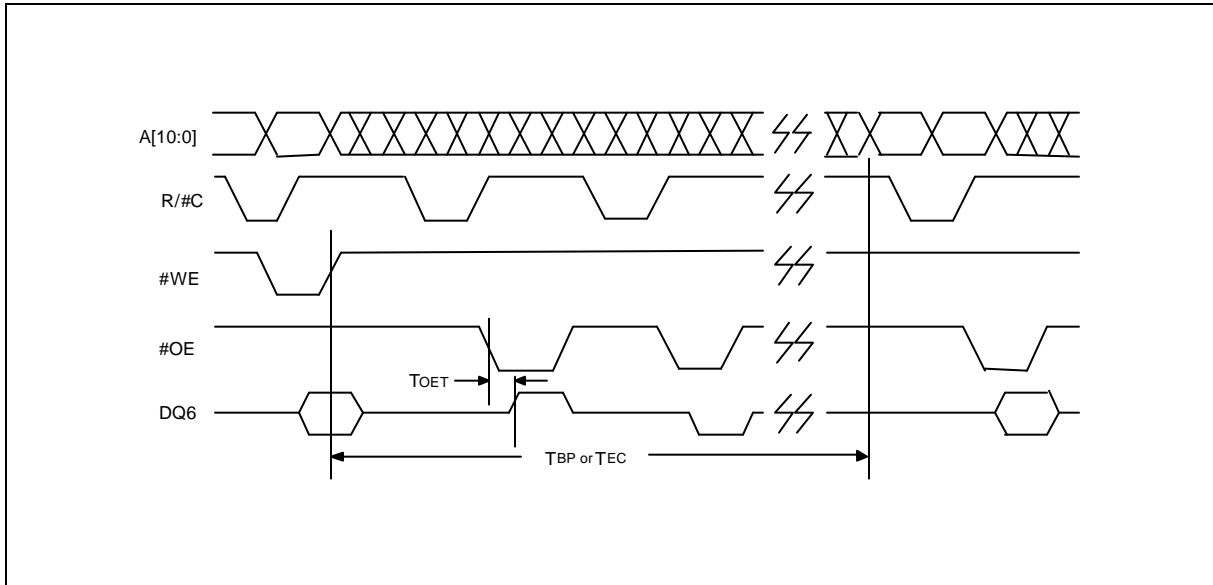 A[10:0]
R/#C
#WE
#OE
TOET
DQ6
TBP or TEC